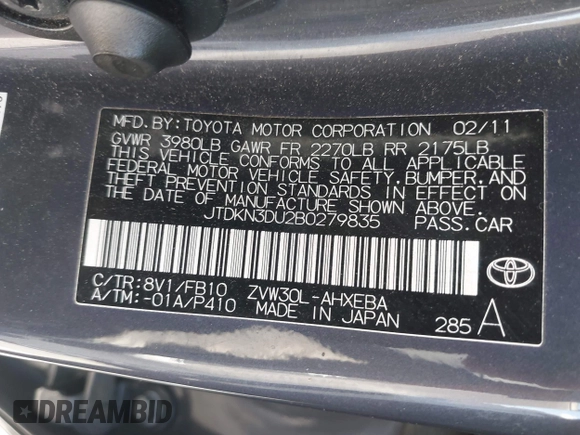 MFD.BY:TOYOTA MOTOR CORPORATION 02/11
GVWR 3980LB GAWR FR 2270LB RR 2175LB
THIS VEHICLE CONFORMS TO ALL APPLICABLE
FEDERAL MOTOR VEHICLE SAFETY,BUMPER,AND
THEFT PREVENTION STANDARDS IN EFFECT ON
THE DATE OF MANUFACTURE SHOWN ABOVE.
JTDKN3DU2B0279835 PASS.CAR
C/TR:8V1/FB10 ZVW30L-AHXEBA
A/TM:-01A/P410 MADE IN JAPAN
285 A
DREAMBID